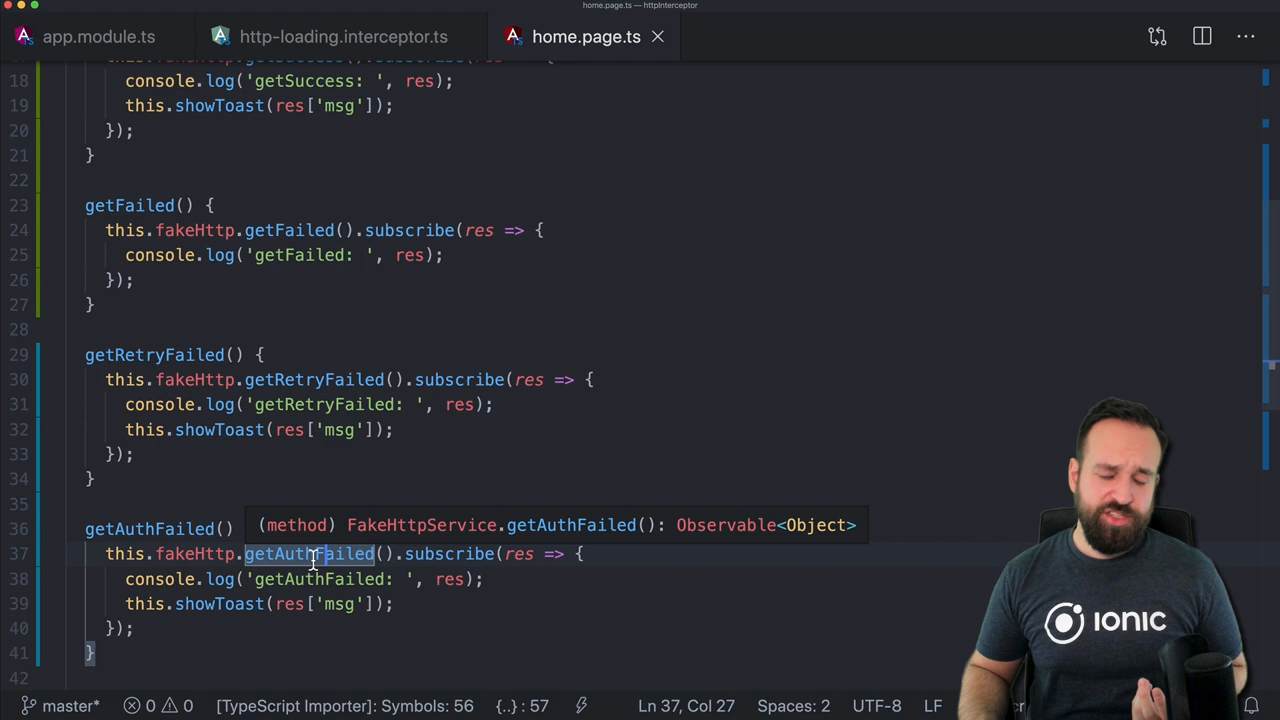 home.page.ts — httpInterceptor
app.module.ts
http-loading.interceptor.ts
home.page.ts
18 console.log('getSuccess: ', res);
19 this.showToast(res['msg']);
20 });
21 }
22
23 getFailed() {
24 this.fakeHttp.getFailed().subscribe(res => {
25 console.log('getFailed: ', res);
26 });
27 }
28
29 getRetryFailed() {
30 this.fakeHttp.getRetryFailed().subscribe(res => {
31 console.log('getRetryFailed: ', res);
32 this.showToast(res['msg']);
33 });
34 }
35
36 getAuthFailed()
(method) FakeHttpService.getAuthFailed(): Observable<Object>
37 this.fakeHttp.getAuthFailed().subscribe(res => {
38 console.log('getAuthFailed: ', res);
39 this.showToast(res['msg']);
40 });
41 }
42
ionic
master* 0 0 [TypeScript Importer]: Symbols: 56 {..} : 57 Ln 37, Col 27 Spaces: 2 UTF-8 LF